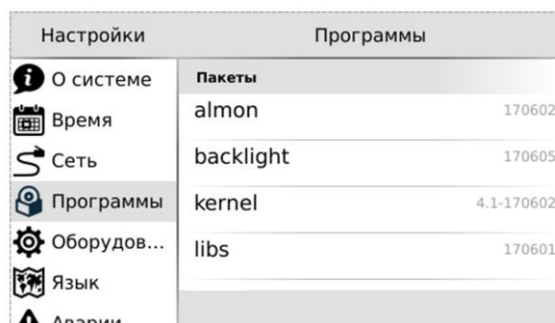 Настройки
Программы
О системе
Время
Сеть
Программы
Оборудов...
Язык
Аварии
Пакеты
almon 170602
backlight 170605
kernel 4.1-170602
libs 170601